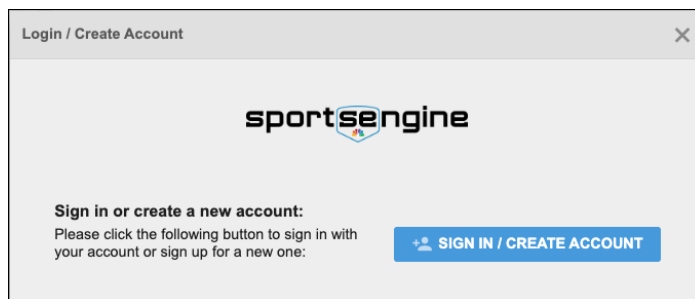 Login / Create Account
sportsengine
Sign in or create a new account:
Please click the following button to sign in with
your account or sign up for a new one:
SIGN IN / CREATE ACCOUNT